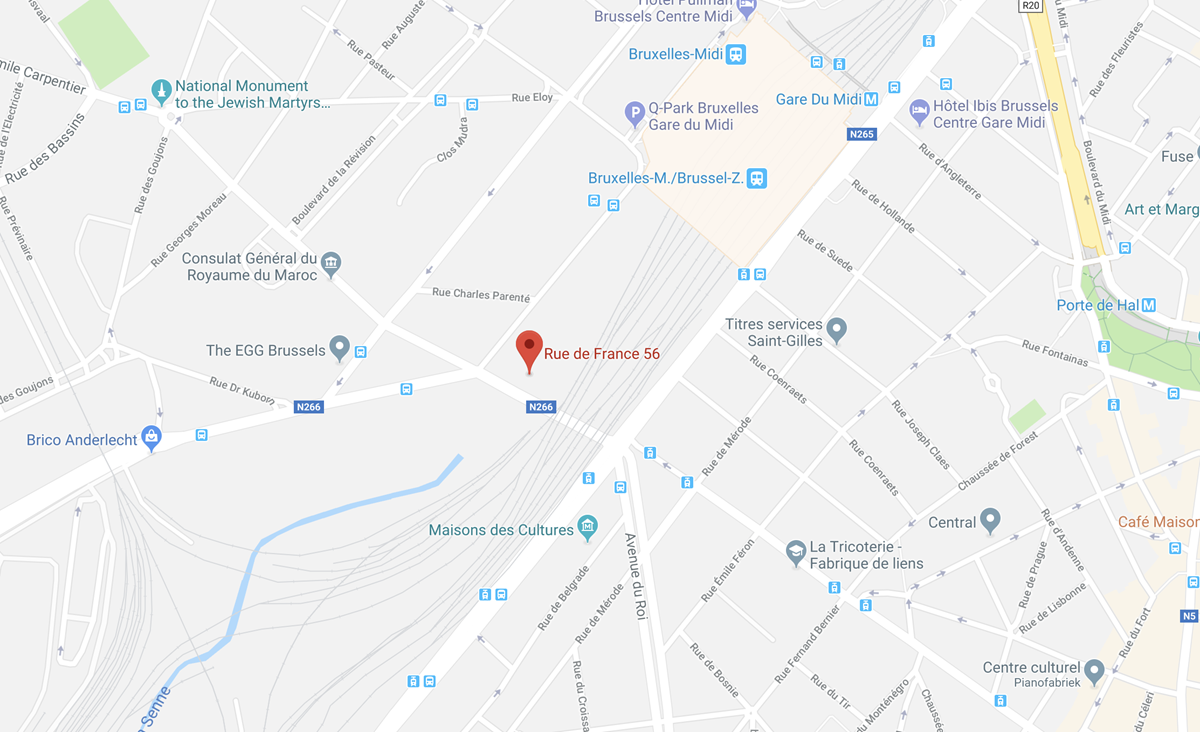 Hôtel Pullman
Brussels Centre Midi
R20
Rue Auguste
Rue Pasteur
Bruxelles-Midi
Rue des Fleuristes
National Monument
to the Jewish Martyrs...
Rue Eloy
Q-Park Bruxelles
Gare du Midi
Gare Du Midi
M
Hôtel Ibis Brussels
Centre Gare Midi
N265
Rue des Bassins
Clos Mudra
Rue des Goujons
Boulevard de la Révision
Bruxelles-M./Brussel-Z.
Rue d'Angleterre
Boulevard du Midi
Fuse
Rue Prévinaire
Rue Georges Moreau
Rue de Hollande
Art et Marg
Rue de Suède
Consulat Général du
Royaume du Maroc
Rue Charles Parenté
Porte de Hal
M
Titres services
Saint-Gilles
The EGG Brussels
Rue de France 56
Rue Fontainas
Rue Coenraets
des Goujons
Rue Dr Kuborn
N266
N266
Brico Anderlecht
Rue de Mérode
Rue Joseph Claes
Chaussée de Forest
Rue Coenraets
Maisons des Cultures
Central
Café Maison
Rue d'Andenne
Avenue du Roi
La Tricoterie -
Fabrique de liens
Rue Émile Féron
Rue de Prague
Rue de Belgrade
Rue de Mérode
Rue de Lisbonne
N5
Rue Fernand Bernier
Rue du Fort
Senne
Rue du Croissa
Rue de Bosnie
Rue du Tir
du Monténégro
Chaussée
Centre culturel
Pianofabriek
du Céleri